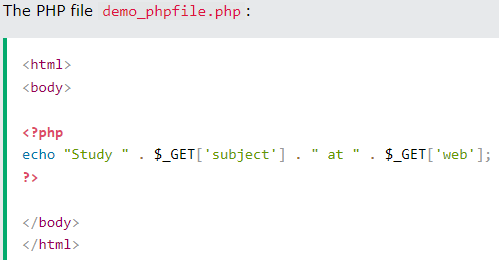 The PHP file demo_phpfile.php :
<html>
<body>
<?php
echo "Study " . $_GET['subject'] . " at " . $_GET['web'];
?>
</body>
</html>